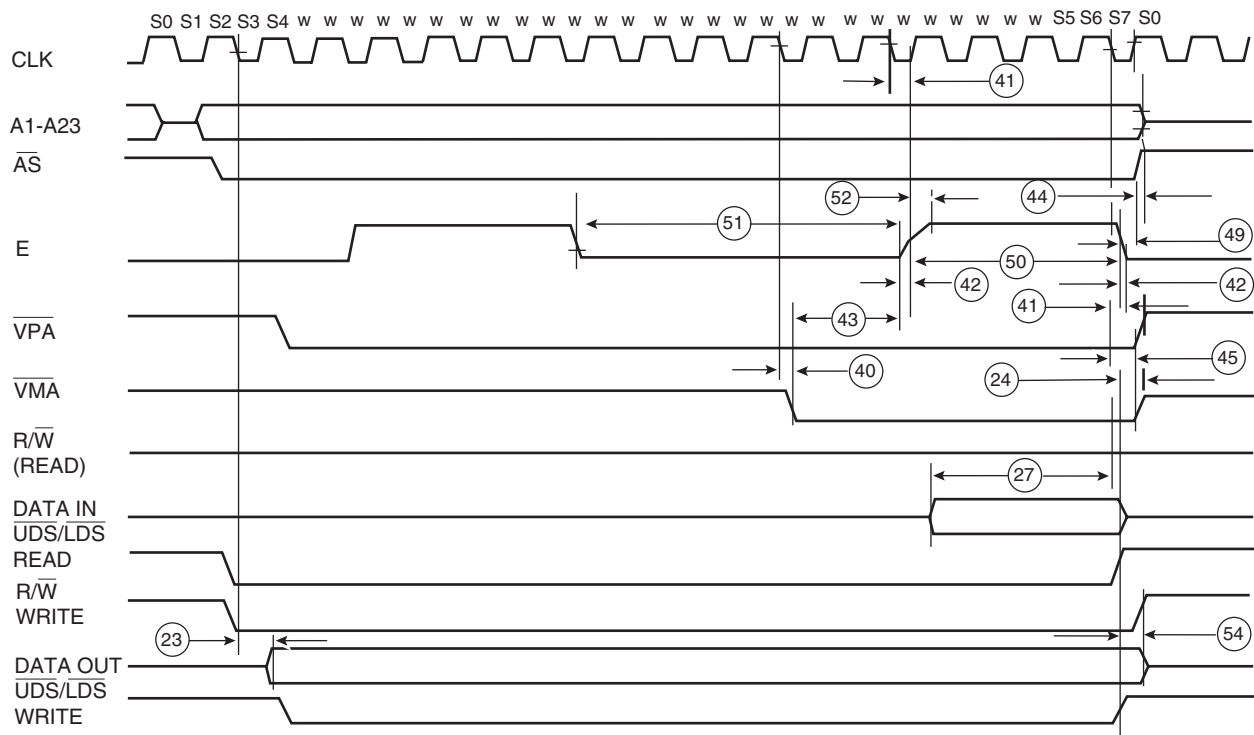 S0 S1 S2 S3 S4 w w w w w w w w w w w w w w w w w w w w w w w w w w w w S5 S6 S7 S0
CLK
41
A1-A23
AS
52
44
51
E
49
50
42
42
43
41
VPA
45
40
24
VMA
R/W
(READ)
27
DATA IN
UDS/LDS
READ
R/W
WRITE
23
54
DATA OUT
UDS/LDS
WRITE